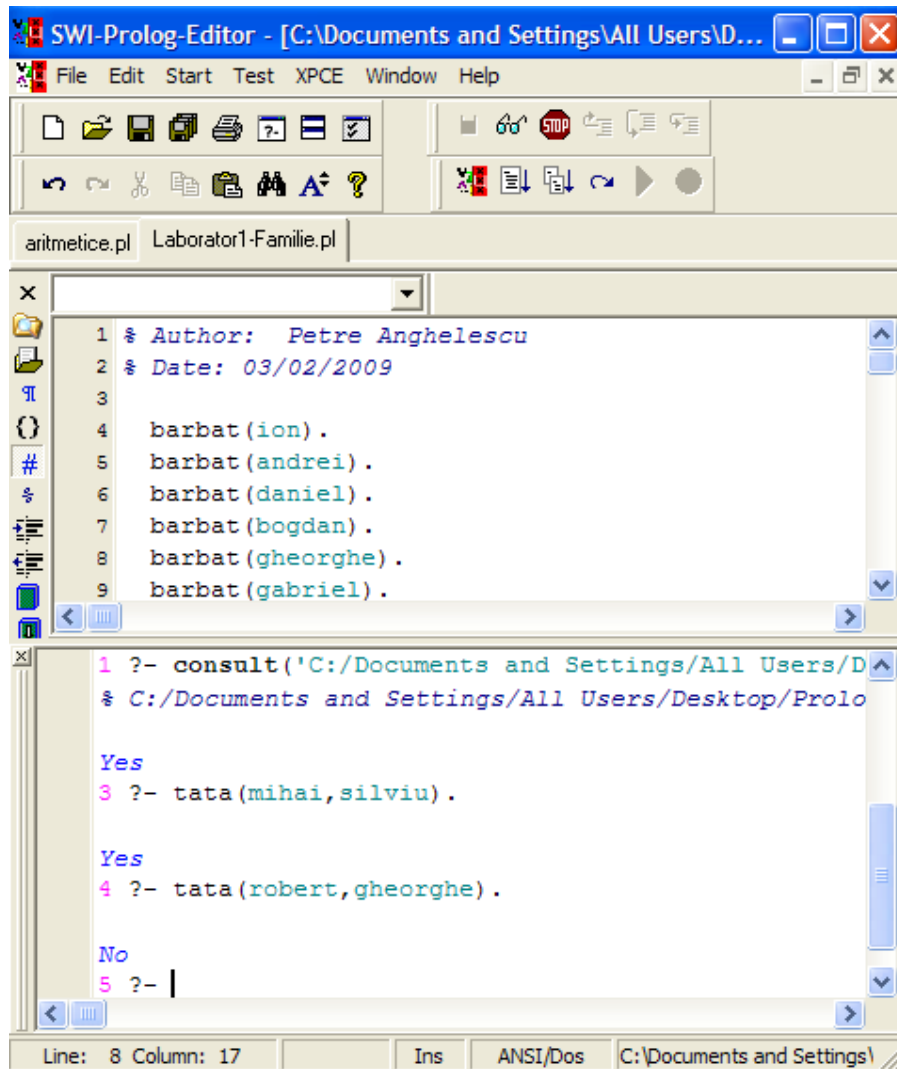 SWI-Prolog-Editor - [C:\Documents and Settings\All Users\D...
File Edit Start Test XPCE Window Help
aritmetice.pl Laborator1-Familie.pl
1 % Author: Petre Anghelescu
2 % Date: 03/02/2009
3
4 barbat(ion).
5 barbat(andrei).
6 barbat(daniel).
7 barbat(bogdan).
8 barbat(gheorghe).
9 barbat(gabriel).
1 ?- consult('C:/Documents and Settings/All Users/D
% C:/Documents and Settings/All Users/Desktop/Prolo
Yes
3 ?- tata(mihai,silviu).
Yes
4 ?- tata(robert,gheorghe).
No
5 ?-
Line: 8 Column: 17 Ins ANSI/Dos C:\Documents and Settings\